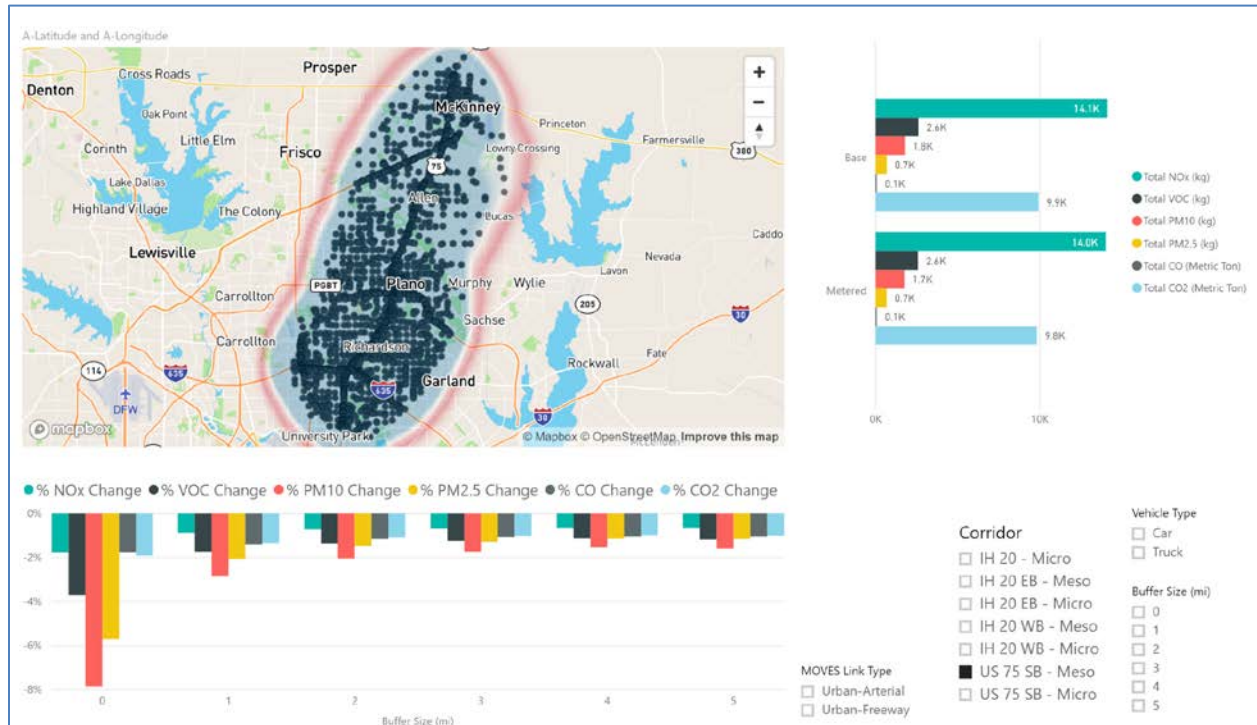 A-Latitude and A-Longitude
Denton
Cross Roads
Prosper
McKinney
Princeton
Farmersville
380
Oak Point
Little Elm
Corinth
Frisco
75
Lowry Crossing
Lake Dallas
Highland Village
The Colony
Allen
Lucas
Lewisville
Caddo
Nevada
Lavon
PGBT
Plano
Murphy
Wylie
Carrollton
205
30
Sachse
Carrollton
Richardson
Fate
Rockwall
114
635
Garland
635
DFW
30
University Park
mapbox
© Mapbox © OpenStreetMap Improve this map
Base
14.1K
2.6K
1.8K
0.7K
0.1K
9.9K
Metered
14.0K
2.6K
1.7K
0.7K
0.1K
9.8K
0K
10K
Total NOx (kg)
Total VOC (kg)
Total PM10 (kg)
Total PM2.5 (kg)
Total CO (Metric Ton)
Total CO2 (Metric Ton)
% NOx Change % VOC Change % PM10 Change % PM2.5 Change % CO Change % CO2 Change
0%
-2%
-4%
-6%
-8%
0 1 2 3 4 5
Buffer Size (mi)
MOVES Link Type
Urban-Arterial
Urban-Freeway
Corridor
IH 20 - Micro
IH 20 EB - Meso
IH 20 EB - Micro
IH 20 WB - Meso
IH 20 WB - Micro
US 75 SB - Meso
US 75 SB - Micro
Vehicle Type
Car
Truck
Buffer Size (mi)
0
1
2
3
4
5